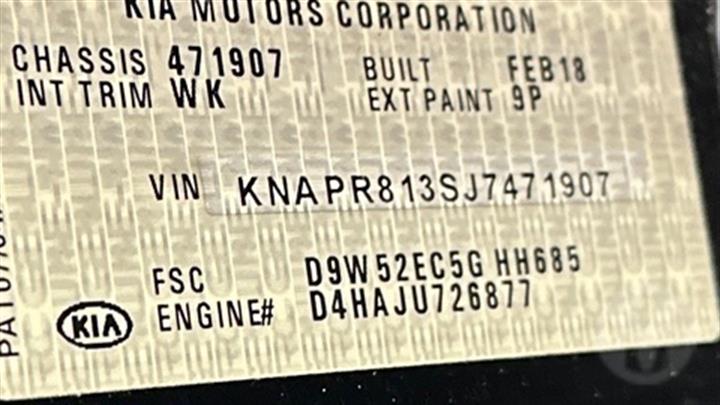 KIA MOTORS CORPORATION
CHASSIS 471907 BUILT FEB18
INT TRIM WK EXT PAINT 9P
VIN KNAPR813SJ7471907
FSC D9W52EC5G HH685
ENGINE# D4HAJU726877
KIA